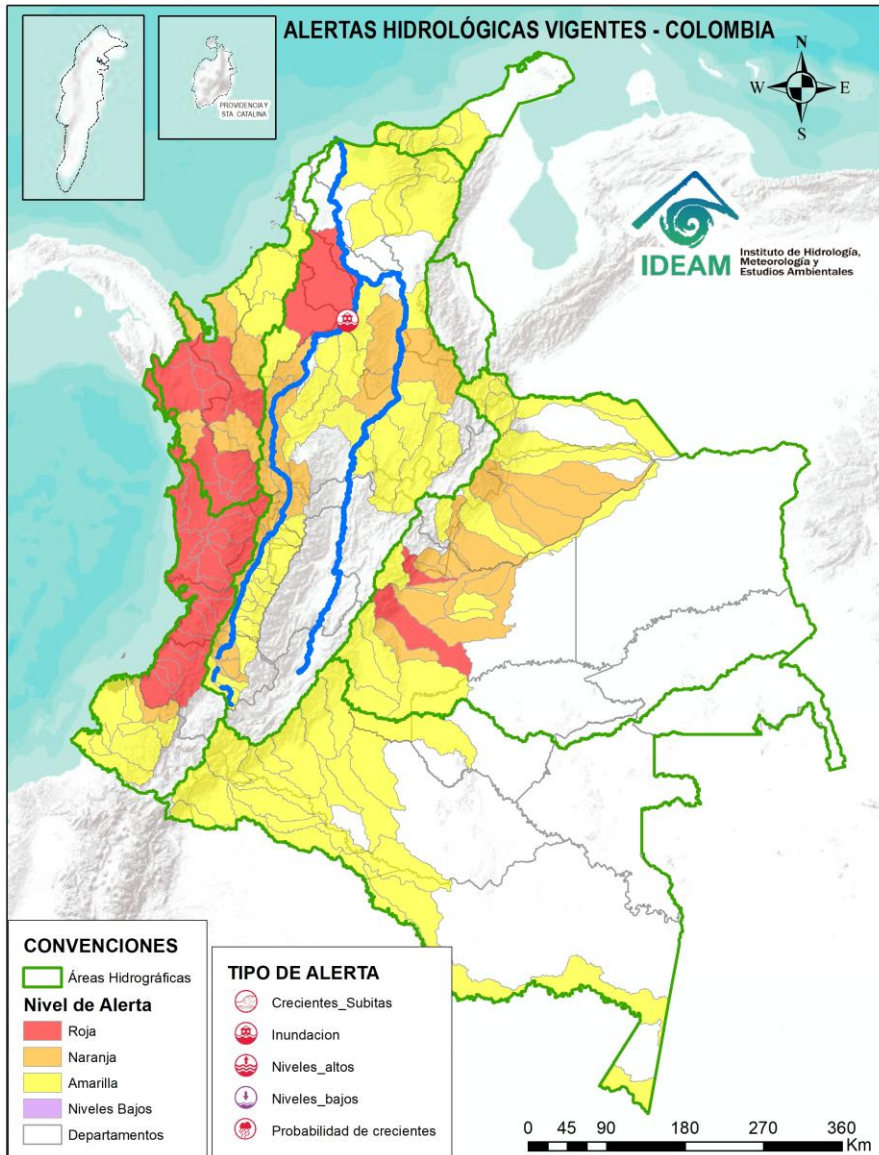 ALERTAS HIDROLÓGICAS VIGENTES - COLOMBIA
PROVIDENCIA Y
STA. CATALINA
N
W
E
S
IDEAM
Instituto de Hidrología,
Meteorología y
Estudios Ambientales
CONVENCIONES
Áreas Hidrográficas
Nivel de Alerta
Roja
Naranja
Amarilla
Niveles Bajos
Departamentos
TIPO DE ALERTA
Crecientes_Subitas
Inundacion
Niveles_altos
Niveles_bajos
Probabilidad de crecientes
0 45 90 180 270 360
Km